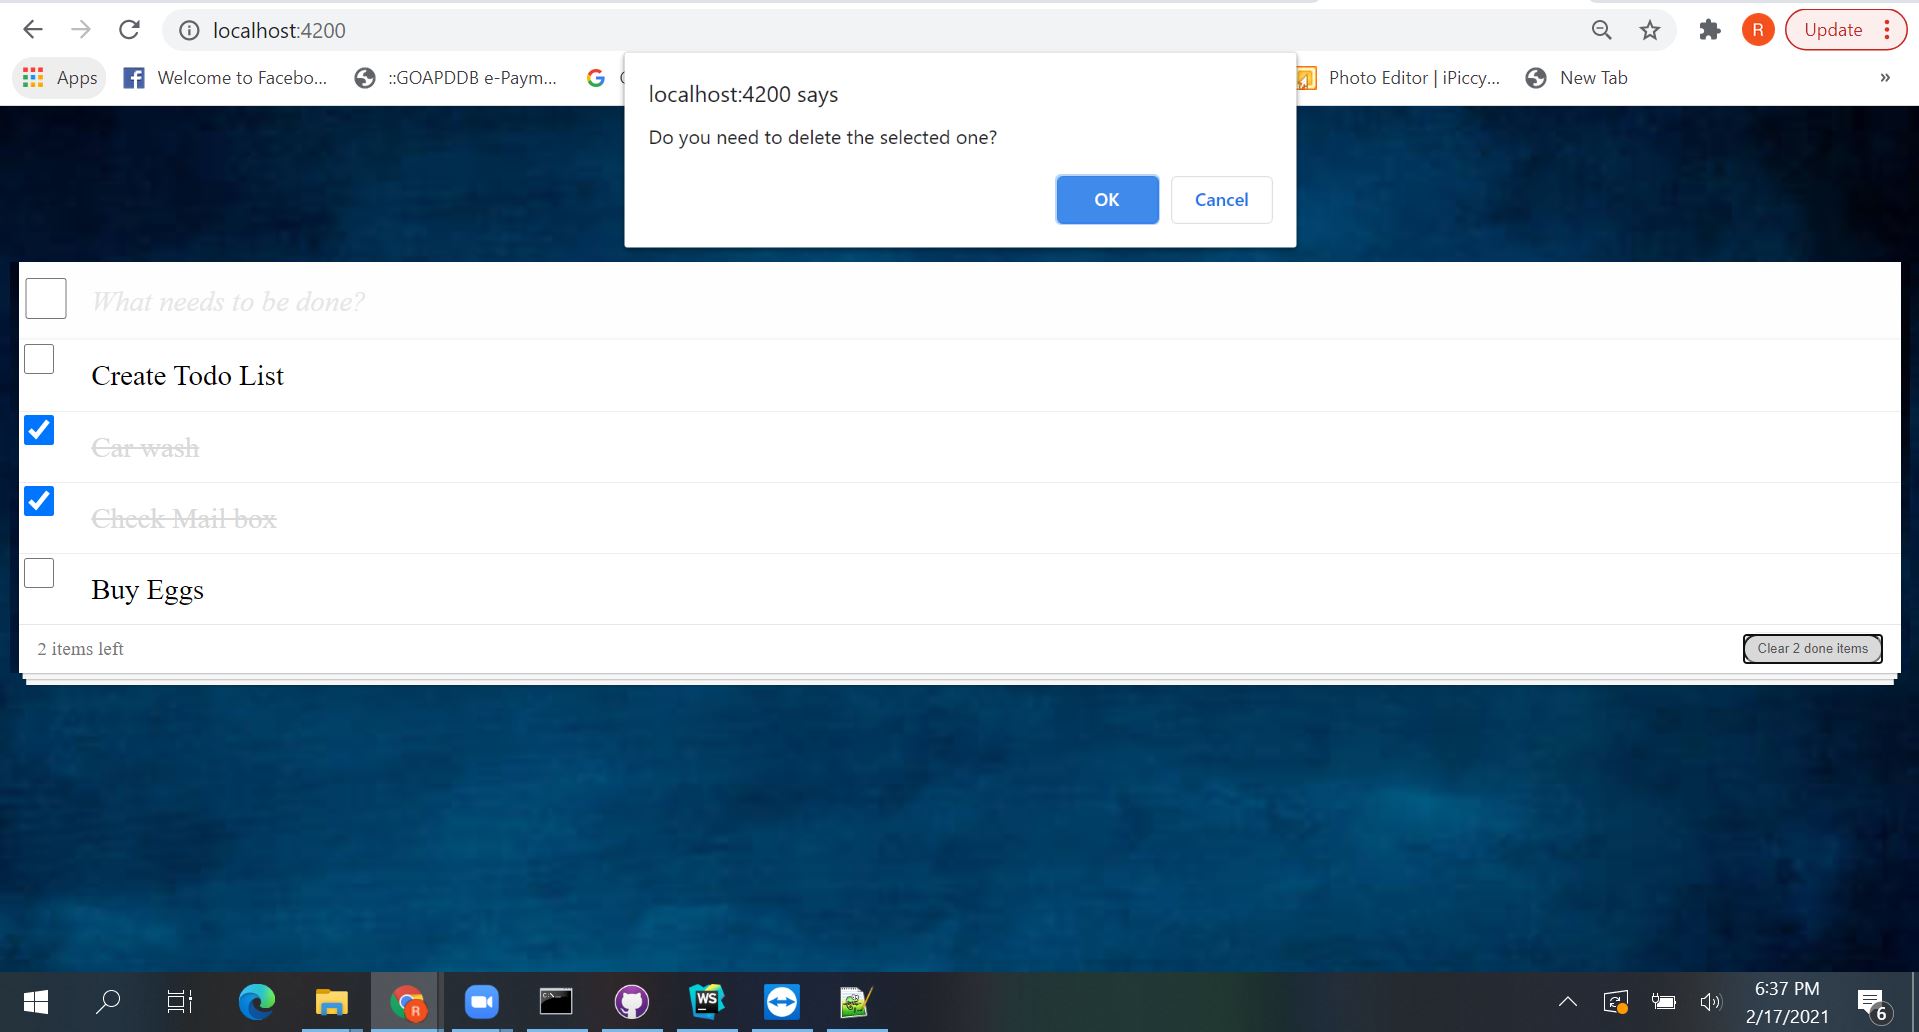 localhost:4200
R
Update
Apps
Welcome to Facebo...
::GOAPDDB e-Paym...
Photo Editor | iPiccy...
New Tab
»
localhost:4200 says
Do you need to delete the selected one?
OK
Cancel
What needs to be done?
Create Todo List
Car wash
Check Mail box
Buy Eggs
2 items left
Clear 2 done items
R
WS
6:37 PM
2/17/2021
6